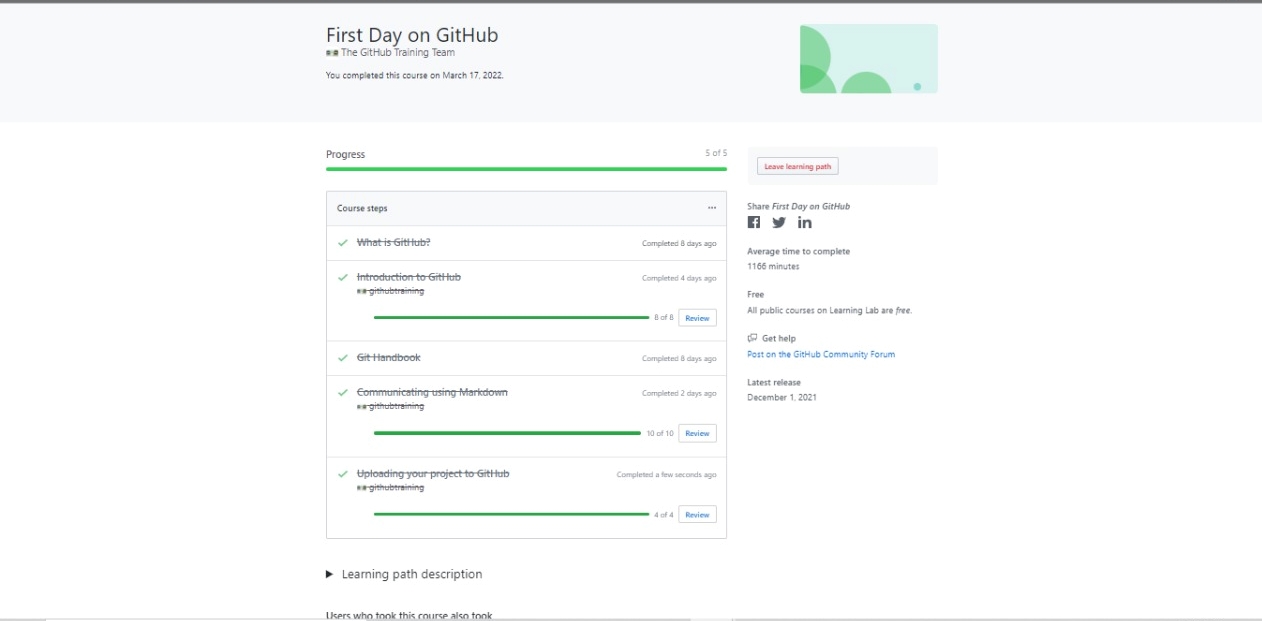 First Day on GitHub
The GitHub Training Team
You completed this course on March 17, 2022.
Progress
5 of 5
Course steps
...
What is GitHub?
Completed 8 days ago
Introduction to GitHub
Completed 4 days ago
githubtraining
8 of 8
Review
Git Handbook
Completed 8 days ago
Communicating using Markdown
Completed 2 days ago
githubtraining
10 of 10
Review
Uploading your project to GitHub
Completed a few seconds ago
githubtraining
4 of 4
Review
Learning path description
Users who took this course also took
Leave learning path
Share First Day on GitHub
Average time to complete
1166 minutes
Free
All public courses on Learning Lab are free.
Get help
Post on the GitHub Community Forum
Latest release
December 1, 2021